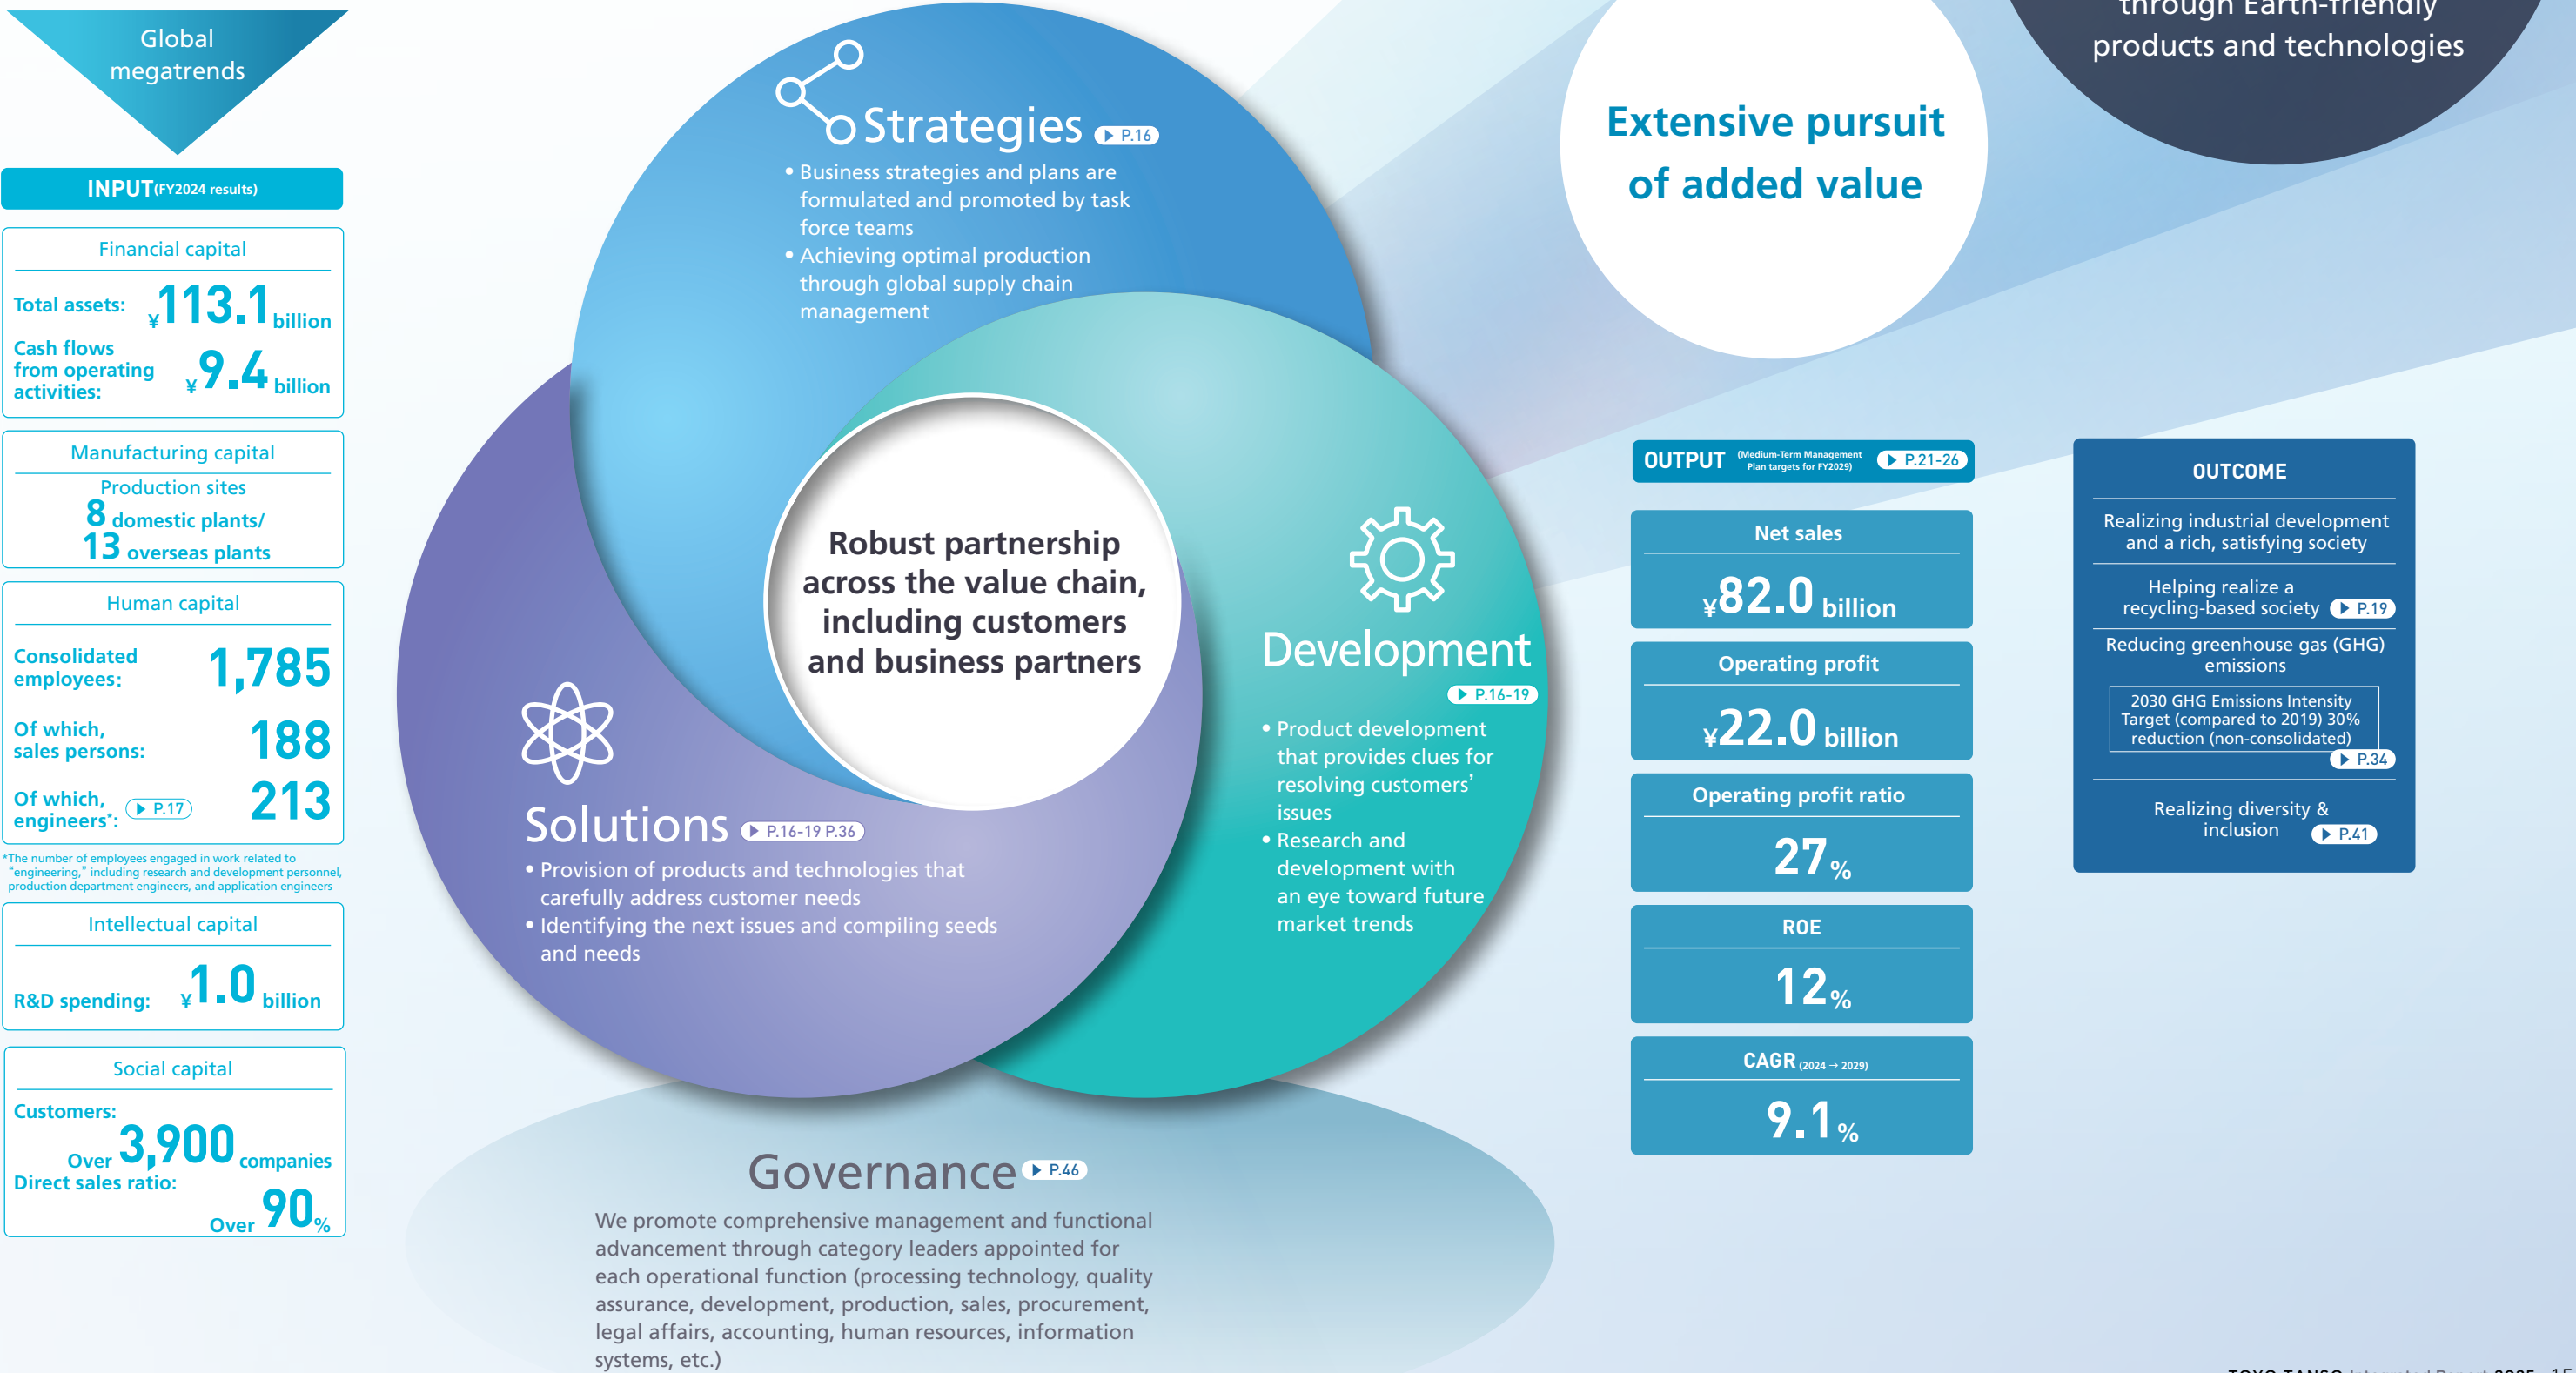 Global
megatrends
INPUT(FY2024 results)
Financial capital
Total assets: ¥113.1 billion
Cash flows
from operating
activities: ¥9.4 billion
Manufacturing capital
Production sites
8 domestic plants/
13 overseas plants
Human capital
Consolidated
employees: 1,785
Of which,
sales persons: 188
Of which,
engineers*: ▶ P.17 213
*The number of employees engaged in work related to
"engineering," including research and development personnel,
production department engineers, and application engineers
Intellectual capital
R&D spending: ¥1.0 billion
Social capital
Customers:
Over 3,900 companies
Direct sales ratio:
Over 90%
Strategies ▶ P.16
• Business strategies and plans are
formulated and promoted by task
force teams
• Achieving optimal production
through global supply chain
management
Robust partnership
across the value chain,
including customers
and business partners
Development
▶ P.16-19
• Product development
that provides clues for
resolving customers'
issues
• Research and
development with
an eye toward future
market trends
Solutions ▶ P.16-19 P.36
• Provision of products and technologies that
carefully address customer needs
• Identifying the next issues and compiling seeds
and needs
Governance ▶ P.46
We promote comprehensive management and functional
advancement through category leaders appointed for
each operational function (processing technology, quality
assurance, development, production, sales, procurement,
legal affairs, accounting, human resources, information
systems, etc.)
Extensive pursuit
of added value
through Earth-friendly
products and technologies
OUTPUT (Medium-Term Management
Plan targets for FY2029) ▶ P.21-26
Net sales
¥82.0 billion
Operating profit
¥22.0 billion
Operating profit ratio
27%
ROE
12%
CAGR (2024 → 2029)
9.1%
OUTCOME
Realizing industrial development
and a rich, satisfying society
Helping realize a
recycling-based society ▶ P.19
Reducing greenhouse gas (GHG)
emissions
2030 GHG Emissions Intensity
Target (compared to 2019) 30%
reduction (non-consolidated)
▶ P.34
Realizing diversity &
inclusion ▶ P.41
TOYO TANSO Integrated Report 2025 15